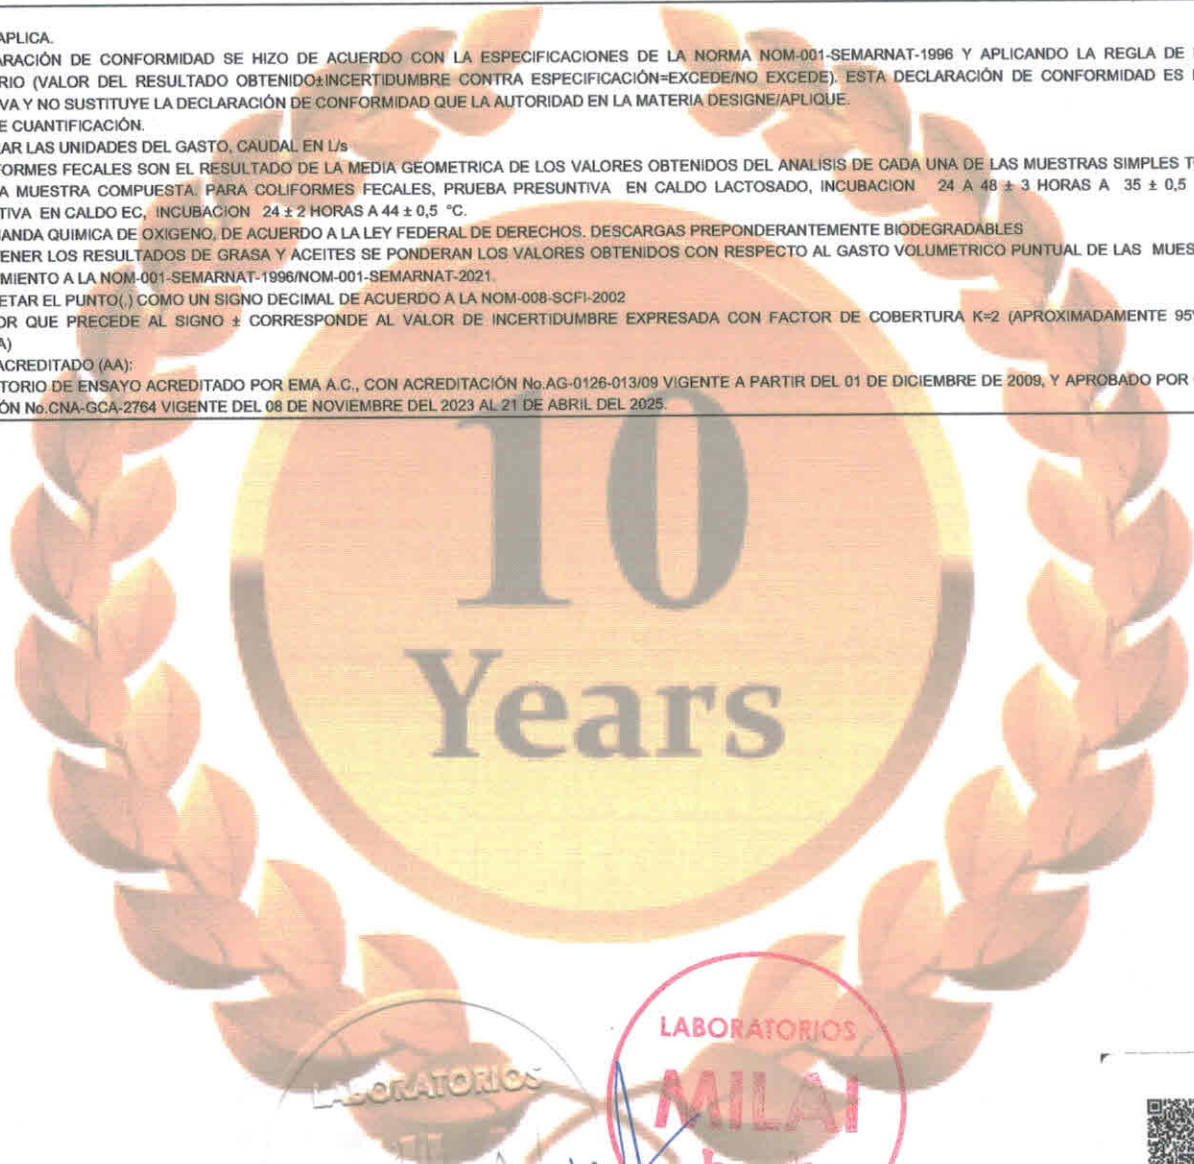 APLICA.
ARACIÓN DE CONFORMIDAD SE HIZO DE ACUERDO CON LA ESPECIFICACIONES DE LA NORMA NOM-001-SEMARNAT-1996 Y APLICANDO LA REGLA DE
RIO (VALOR DEL RESULTADO OBTENIDO±INCERTIDUMBRE CONTRA ESPECIFICACIÓN=EXCEDE/NO EXCEDE). ESTA DECLARACIÓN DE CONFORMIDAD ES
VA Y NO SUSTITUYE LA DECLARACIÓN DE CONFORMIDAD QUE LA AUTORIDAD EN LA MATERIA DESIGNE/APLIQUE.
E CUANTIFICACIÓN.
AR LAS UNIDADES DEL GASTO, CAUDAL EN L/s
FORMES FECALES SON EL RESULTADO DE LA MEDIA GEOMETRICA DE LOS VALORES OBTENIDOS DEL ANALISIS DE CADA UNA DE LAS MUESTRAS SIMPLES T
A MUESTRA COMPUESTA. PARA COLIFORMES FECALES, PRUEBA PRESUNTIVA EN CALDO LACTOSADO, INCUBACION 24 A 48 ± 3 HORAS A 35 ± 0,5
TIVA EN CALDO EC, INCUBACION 24 ± 2 HORAS A 44 ± 0,5 °C.
ANDA QUIMICA DE OXIGENO, DE ACUERDO A LA LEY FEDERAL DE DERECHOS. DESCARGAS PREPONDERANTEMENTE BIODEGRADABLES
ENER LOS RESULTADOS DE GRASA Y ACEITES SE PONDERAN LOS VALORES OBTENIDOS CON RESPECTO AL GASTO VOLUMETRICO PUNTUAL DE LAS MUES
IMIENTO A LA NOM-001-SEMARNAT-1996/NOM-001-SEMARNAT-2021.
ETAR EL PUNTO(.) COMO UN SIGNO DECIMAL DE ACUERDO A LA NOM-008-SCFI-2002
OR QUE PRECEDE AL SIGNO ± CORRESPONDE AL VALOR DE INCERTIDUMBRE EXPRESADA CON FACTOR DE COBERTURA K=2 (APROXIMADAMENTE 95
A)
ACREDITADO (AA):
TORIO DE ENSAYO ACREDITADO POR EMA A.C., CON ACREDITACIÓN No.AG-0126-013/09 VIGENTE A PARTIR DEL 01 DE DICIEMBRE DE 2009, Y APROBADO POR
ÓN No.CNA-GCA-2764 VIGENTE DEL 08 DE NOVIEMBRE DEL 2023 AL 21 DE ABRIL DEL 2025.
10
Years
LABORATORIOS
MILAI
LABORATORIOS